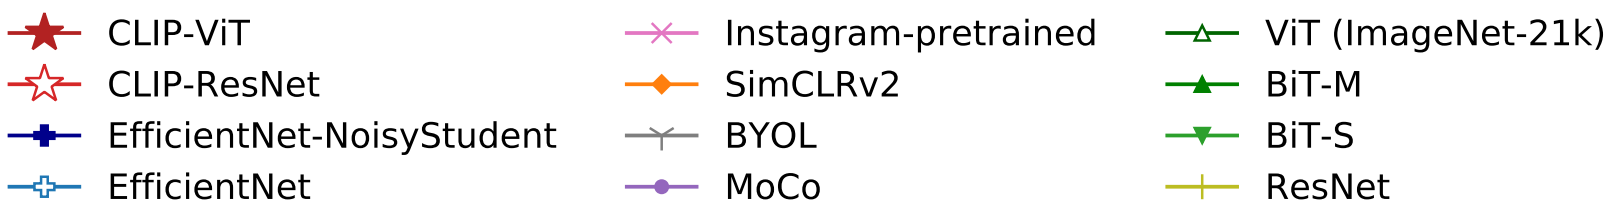 CLIP-ViT
CLIP-ResNet
EfficientNet-NoisyStudent
EfficientNet
Instagram-pretrained
SimCLRv2
BYOL
MoCo
ViT (ImageNet-21k)
BiT-M
BiT-S
ResNet